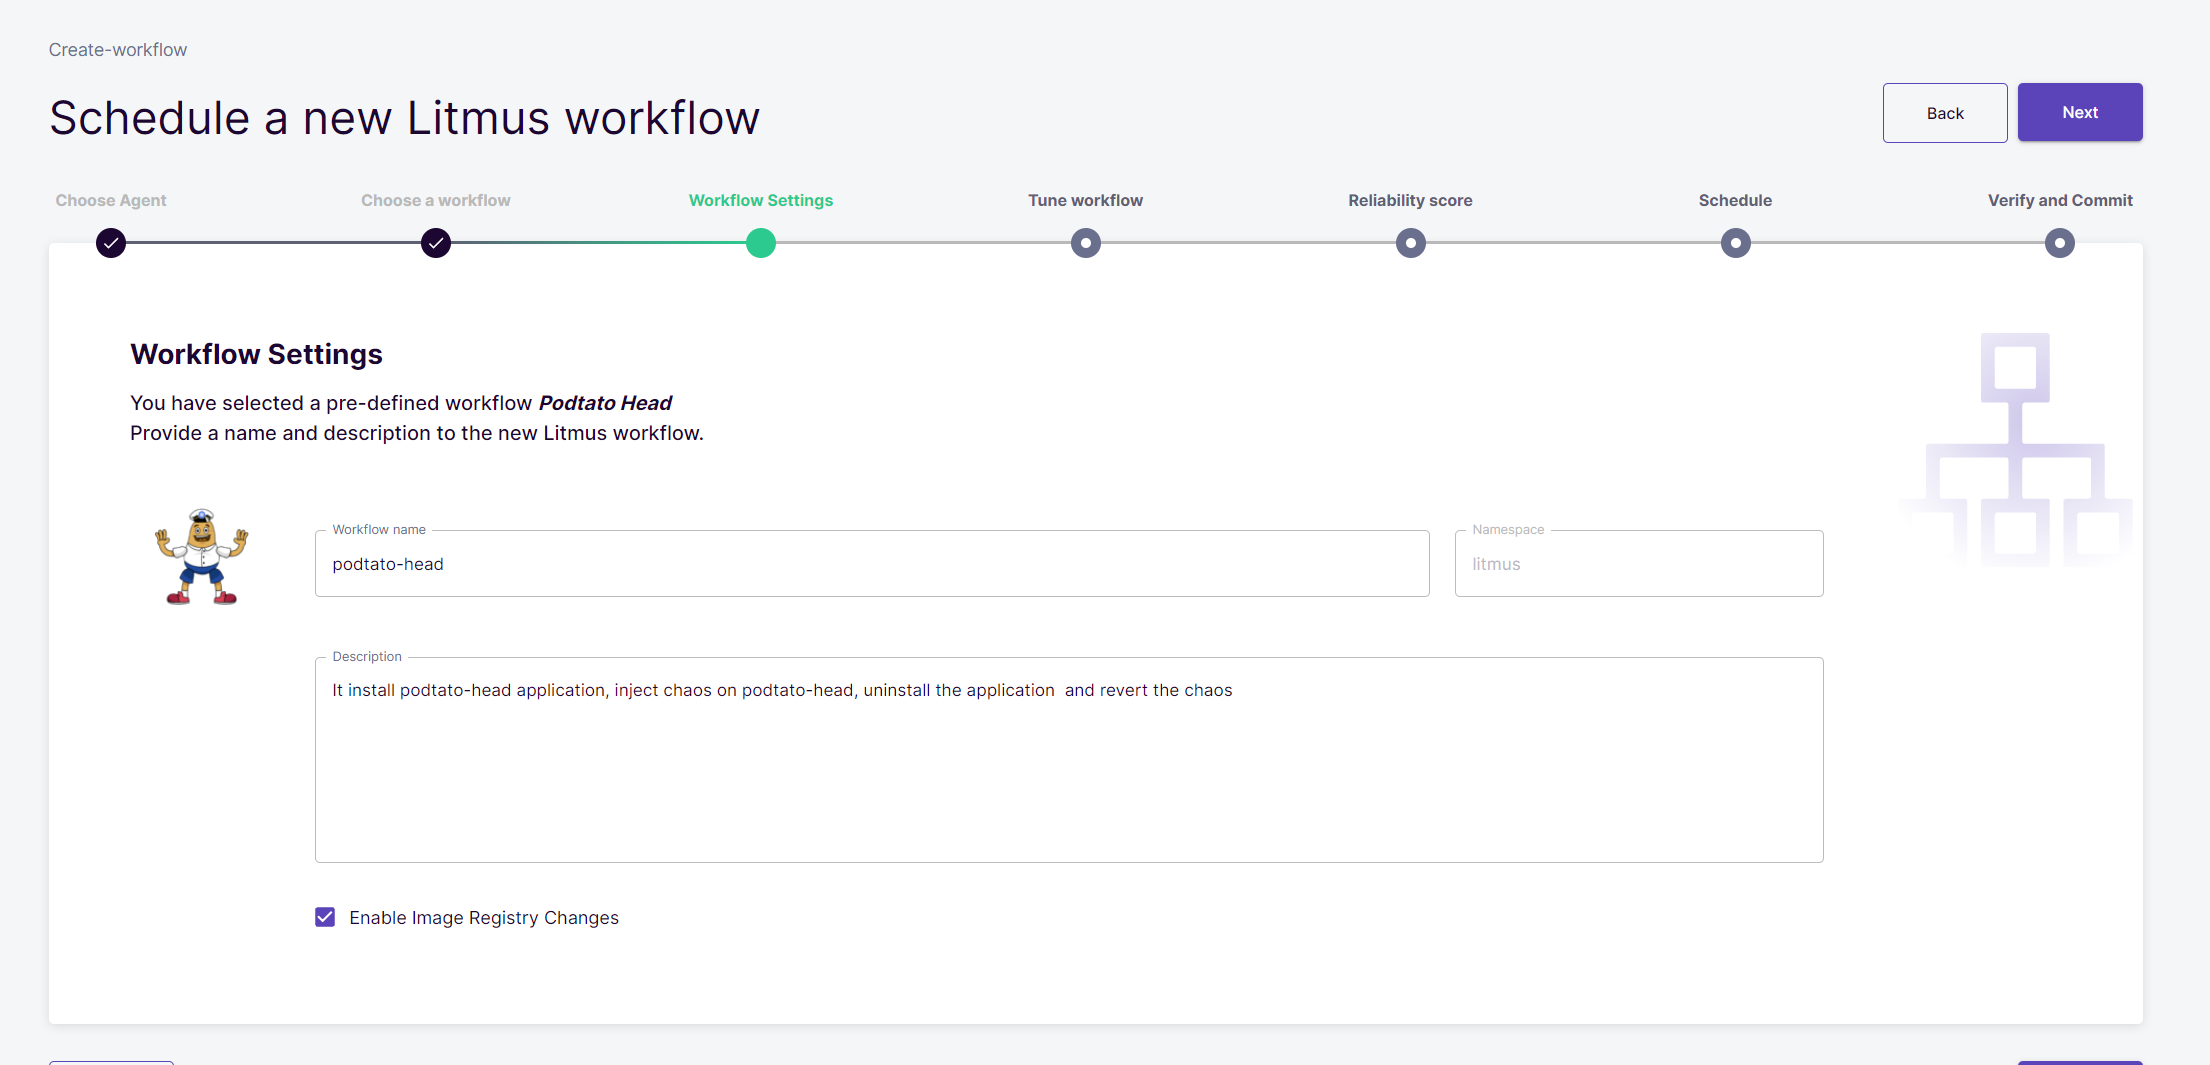 Create-workflow
Schedule a new Litmus workflow
Back
Next
Choose Agent
Choose a workflow
Workflow Settings
Tune workflow
Reliability score
Schedule
Verify and Commit
Workflow Settings
You have selected a pre-defined workflow Podtato Head
Provide a name and description to the new Litmus workflow.
Workflow name
podtato-head
Namespace
litmus
Description
It install podtato-head application, inject chaos on podtato-head, uninstall the application  and revert the chaos
Enable Image Registry Changes